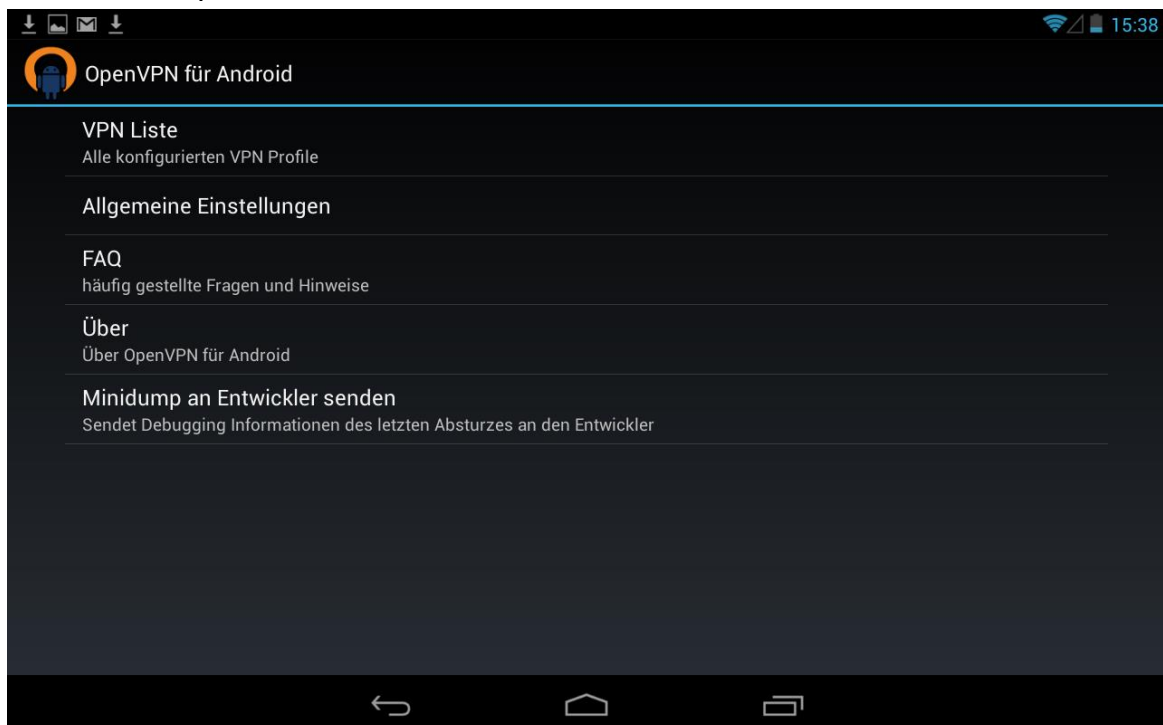 15:38
OpenVPN für Android
VPN Liste
Alle konfigurierten VPN Profile
Allgemeine Einstellungen
FAQ
häufig gestellte Fragen und Hinweise
Über
Über OpenVPN für Android
Minidump an Entwickler senden
Sendet Debugging Informationen des letzten Absturzes an den Entwickler